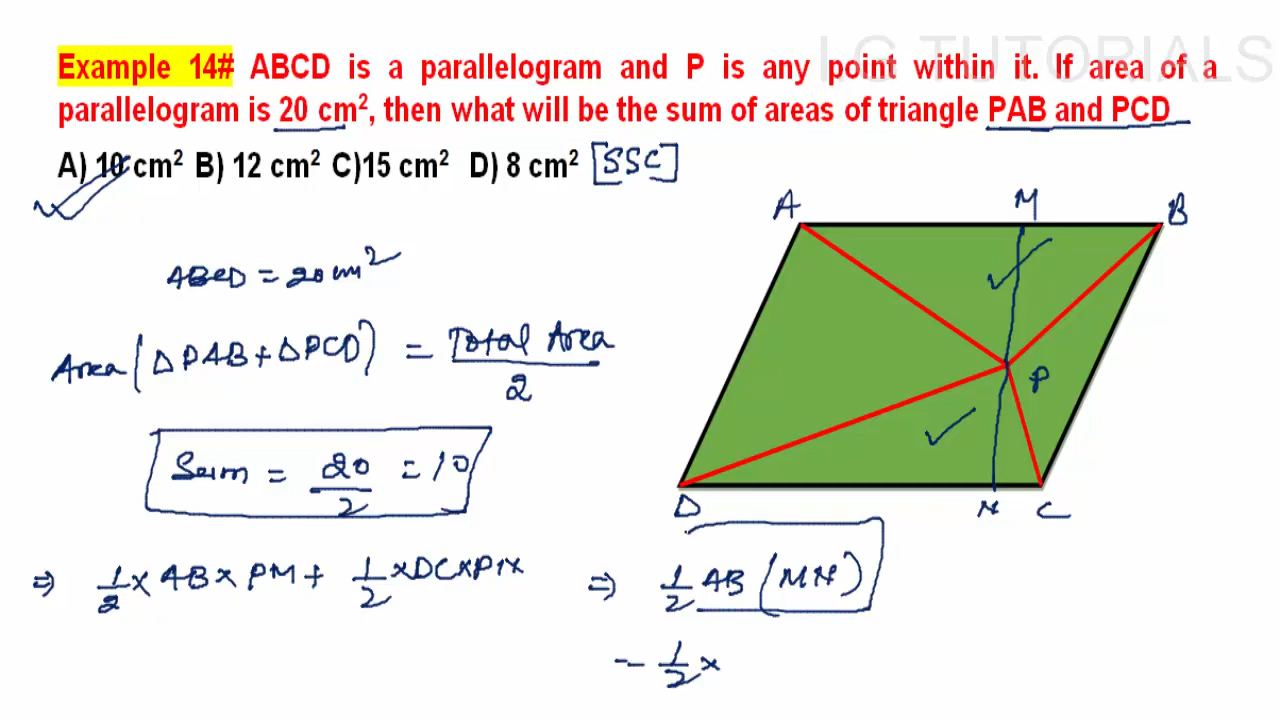 LG TUTORIALS
Example 14# ABCD is a parallelogram and P is any point within it. If area of a
parallelogram is 20 cm², then what will be the sum of areas of triangle PAB and PCD
A) 10 cm² B) 12 cm² C)15 cm² D) 8 cm² [SSC]
A M B
ABCD = 20 cm²
Area (△PAB + △PCD) = Total Area / 2
P
Sum = 20/2 = 10
D N C
⇒ 1/2 × AB × PM + 1/2 × DC × PN ⇒ 1/2 AB (MN)
= 1/2 ×